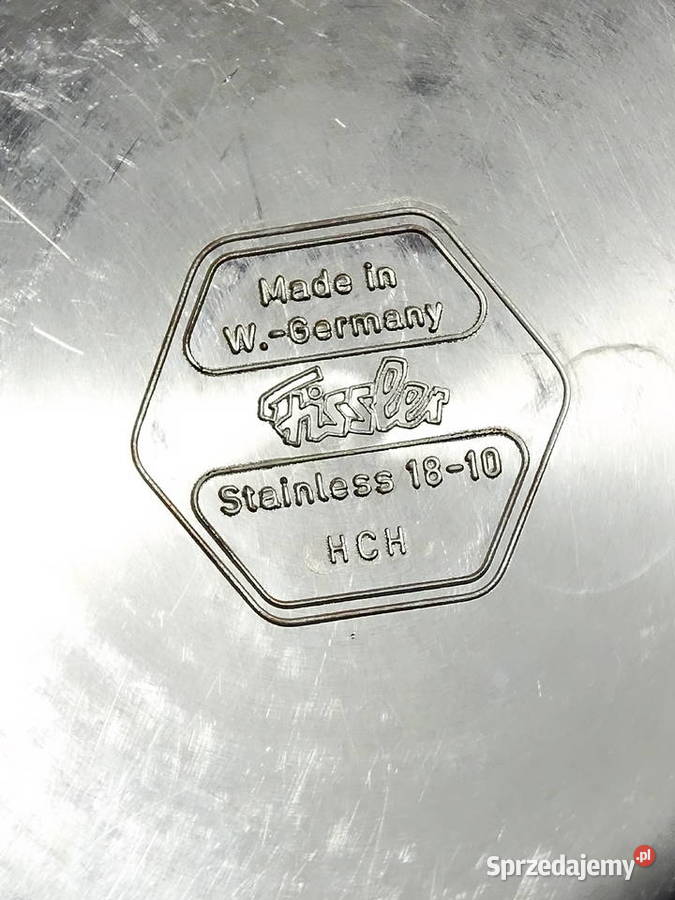 Made in
W.-Germany
Fissler
Stainless 18-10
HCH
Sprzedajemy.pl